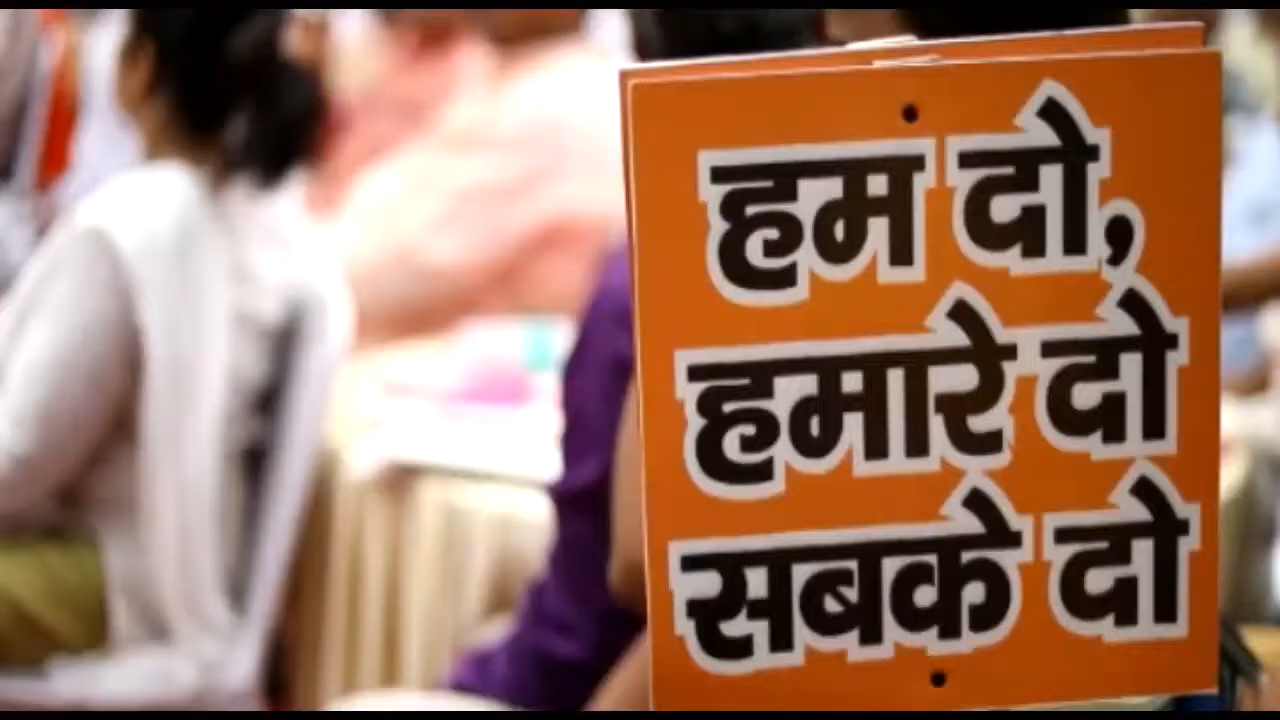 हम दो,
हमारे दो
सबके दो